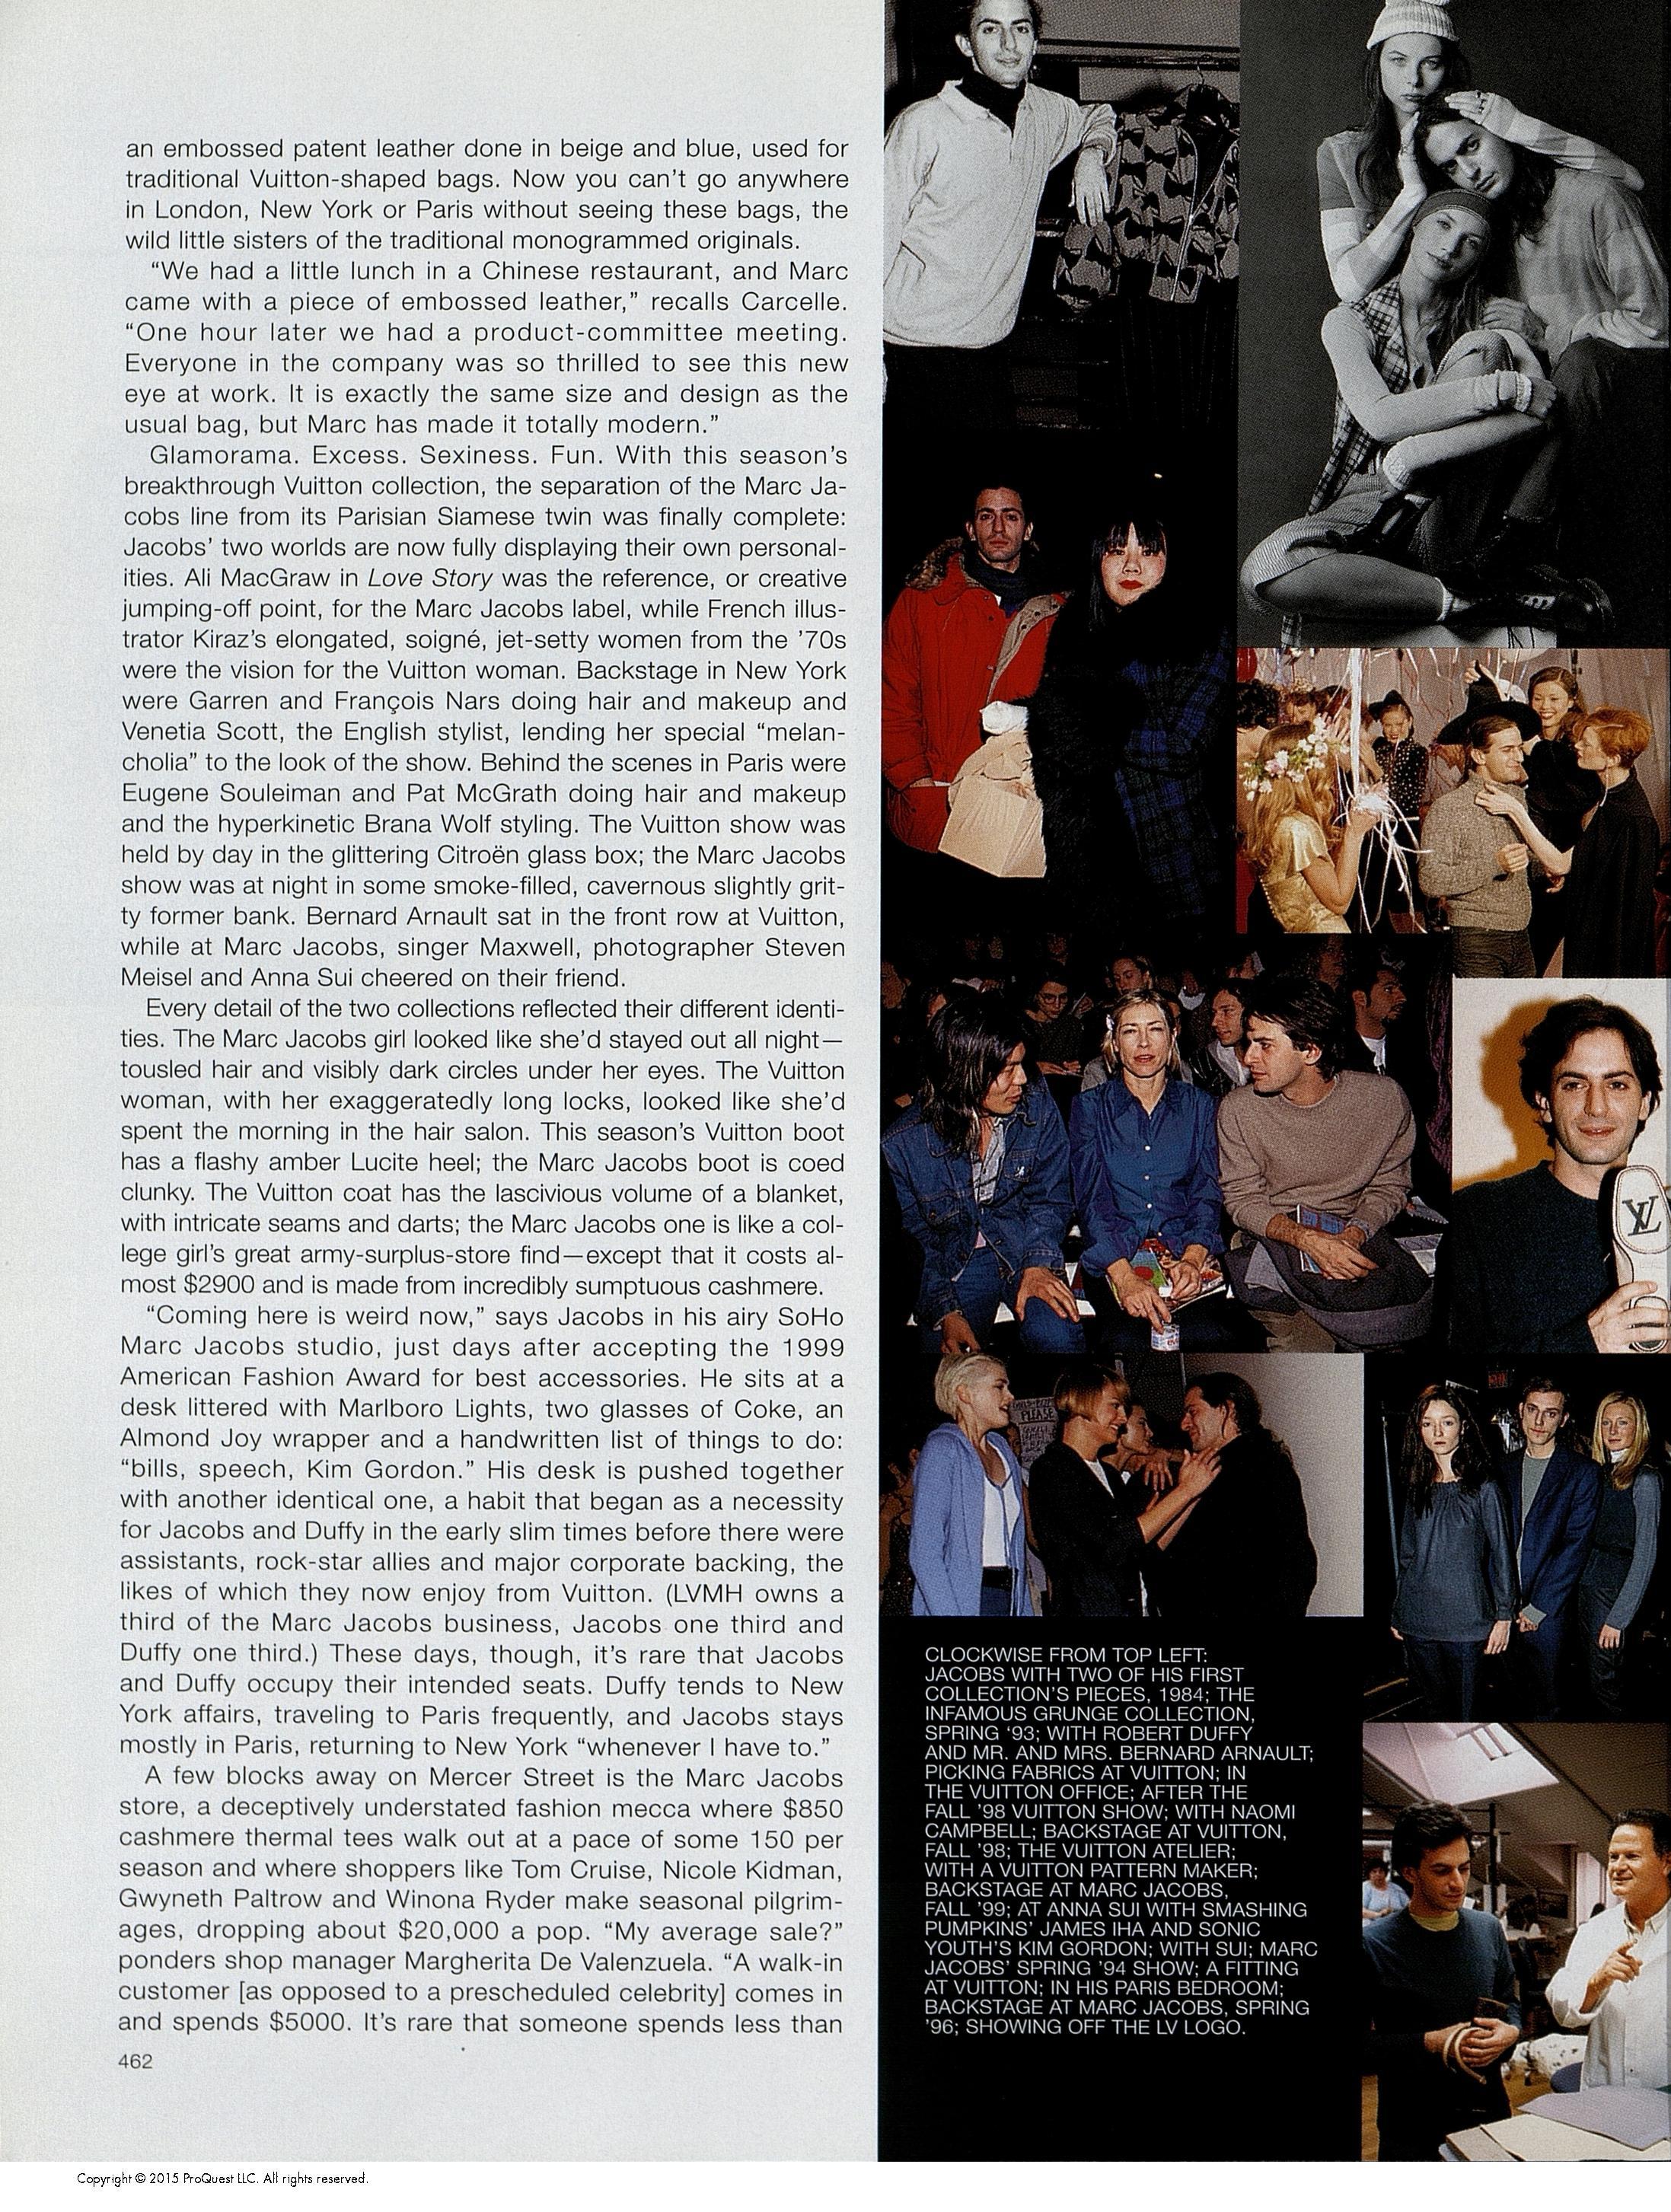 an embossed patent leather done in beige and blue, used for
traditional Vuitton-shaped bags. Now you can't go anywhere
in London, New York or Paris without seeing these bags, the
wild little sisters of the traditional monogrammed originals.
“We had a little lunch in a Chinese restaurant, and Marc
came with a piece of embossed leather,” recalls Carcelle.
“One hour later we had a product-committee meeting.
Everyone in the company was so thrilled to see this new
eye at work. It is exactly the same size and design as the
usual bag, but Marc has made it totally modern.”
Glamorama. Excess. Sexiness. Fun. With this season's
breakthrough Vuitton collection, the separation of the Marc Ja-
cobs line from its Parisian Siamese twin was finally complete:
Jacobs' two worlds are now fully displaying their own personal-
ities. Ali MacGraw in Love Story was the reference, or creative
jumping-off point, for the Marc Jacobs label, while French illus-
trator Kiraz's elongated, soigné, jet-setty women from the '70s
were the vision for the Vuitton woman. Backstage in New York
were Garren and François Nars doing hair and makeup and
Venetia Scott, the English stylist, lending her special “melan-
cholia” to the look of the show. Behind the scenes in Paris were
Eugene Souleiman and Pat McGrath doing hair and makeup
and the hyperkinetic Brana Wolf styling. The Vuitton show was
held by day in the glittering Citroën glass box; the Marc Jacobs
show was at night in some smoke-filled, cavernous slightly grit-
ty former bank. Bernard Arnault sat in the front row at Vuitton,
while at Marc Jacobs, singer Maxwell, photographer Steven
Meisel and Anna Sui cheered on their friend.
Every detail of the two collections reflected their different identi-
ties. The Marc Jacobs girl looked like she'd stayed out all night—
tousled hair and visibly dark circles under her eyes. The Vuitton
woman, with her exaggeratedly long locks, looked like she'd
spent the morning in the hair salon. This season's Vuitton boot
has a flashy amber Lucite heel; the Marc Jacobs boot is coed
clunky. The Vuitton coat has the lascivious volume of a blanket,
with intricate seams and darts; the Marc Jacobs one is like a col-
lege girl's great army-surplus-store find—except that it costs al-
most $2900 and is made from incredibly sumptuous cashmere.
“Coming here is weird now,” says Jacobs in his airy SoHo
Marc Jacobs studio, just days after accepting the 1999
American Fashion Award for best accessories. He sits at a
desk littered with Marlboro Lights, two glasses of Coke, an
Almond Joy wrapper and a handwritten list of things to do:
“bills, speech, Kim Gordon.” His desk is pushed together
with another identical one, a habit that began as a necessity
for Jacobs and Duffy in the early slim times before there were
assistants, rock-star allies and major corporate backing, the
likes of which they now enjoy from Vuitton. (LVMH owns a
third of the Marc Jacobs business, Jacobs one third and
Duffy one third.) These days, though, it's rare that Jacobs
and Duffy occupy their intended seats. Duffy tends to New
York affairs, traveling to Paris frequently, and Jacobs stays
mostly in Paris, returning to New York “whenever I have to.”
A few blocks away on Mercer Street is the Marc Jacobs
store, a deceptively understated fashion mecca where $850
cashmere thermal tees walk out at a pace of some 150 per
season and where shoppers like Tom Cruise, Nicole Kidman,
Gwyneth Paltrow and Winona Ryder make seasonal pilgrim-
ages, dropping about $20,000 a pop. “My average sale?”
ponders shop manager Margherita De Valenzuela. “A walk-in
customer [as opposed to a prescheduled celebrity] comes in
and spends $5000. It's rare that someone spends less than
462
LV
PLEASE
CLOCKWISE FROM TOP LEFT:
JACOBS WITH TWO OF HIS FIRST
COLLECTION'S PIECES, 1984; THE
INFAMOUS GRUNGE COLLECTION,
SPRING '93; WITH ROBERT DUFFY
AND MR. AND MRS. BERNARD ARNAULT;
PICKING FABRICS AT VUITTON; IN
THE VUITTON OFFICE; AFTER THE
FALL '98 VUITTON SHOW; WITH NAOMI
CAMPBELL; BACKSTAGE AT VUITTON,
FALL '98; THE VUITTON ATELIER;
WITH A VUITTON PATTERN MAKER;
BACKSTAGE AT MARC JACOBS,
FALL '99; AT ANNA SUI WITH SMASHING
PUMPKINS' JAMES IHA AND SONIC
YOUTH'S KIM GORDON; WITH SUI; MARC
JACOBS' SPRING '94 SHOW; A FITTING
AT VUITTON; IN HIS PARIS BEDROOM;
BACKSTAGE AT MARC JACOBS, SPRING
'96; SHOWING OFF THE LV LOGO.
Copyright © 2015 ProQuest LLC. All rights reserved.